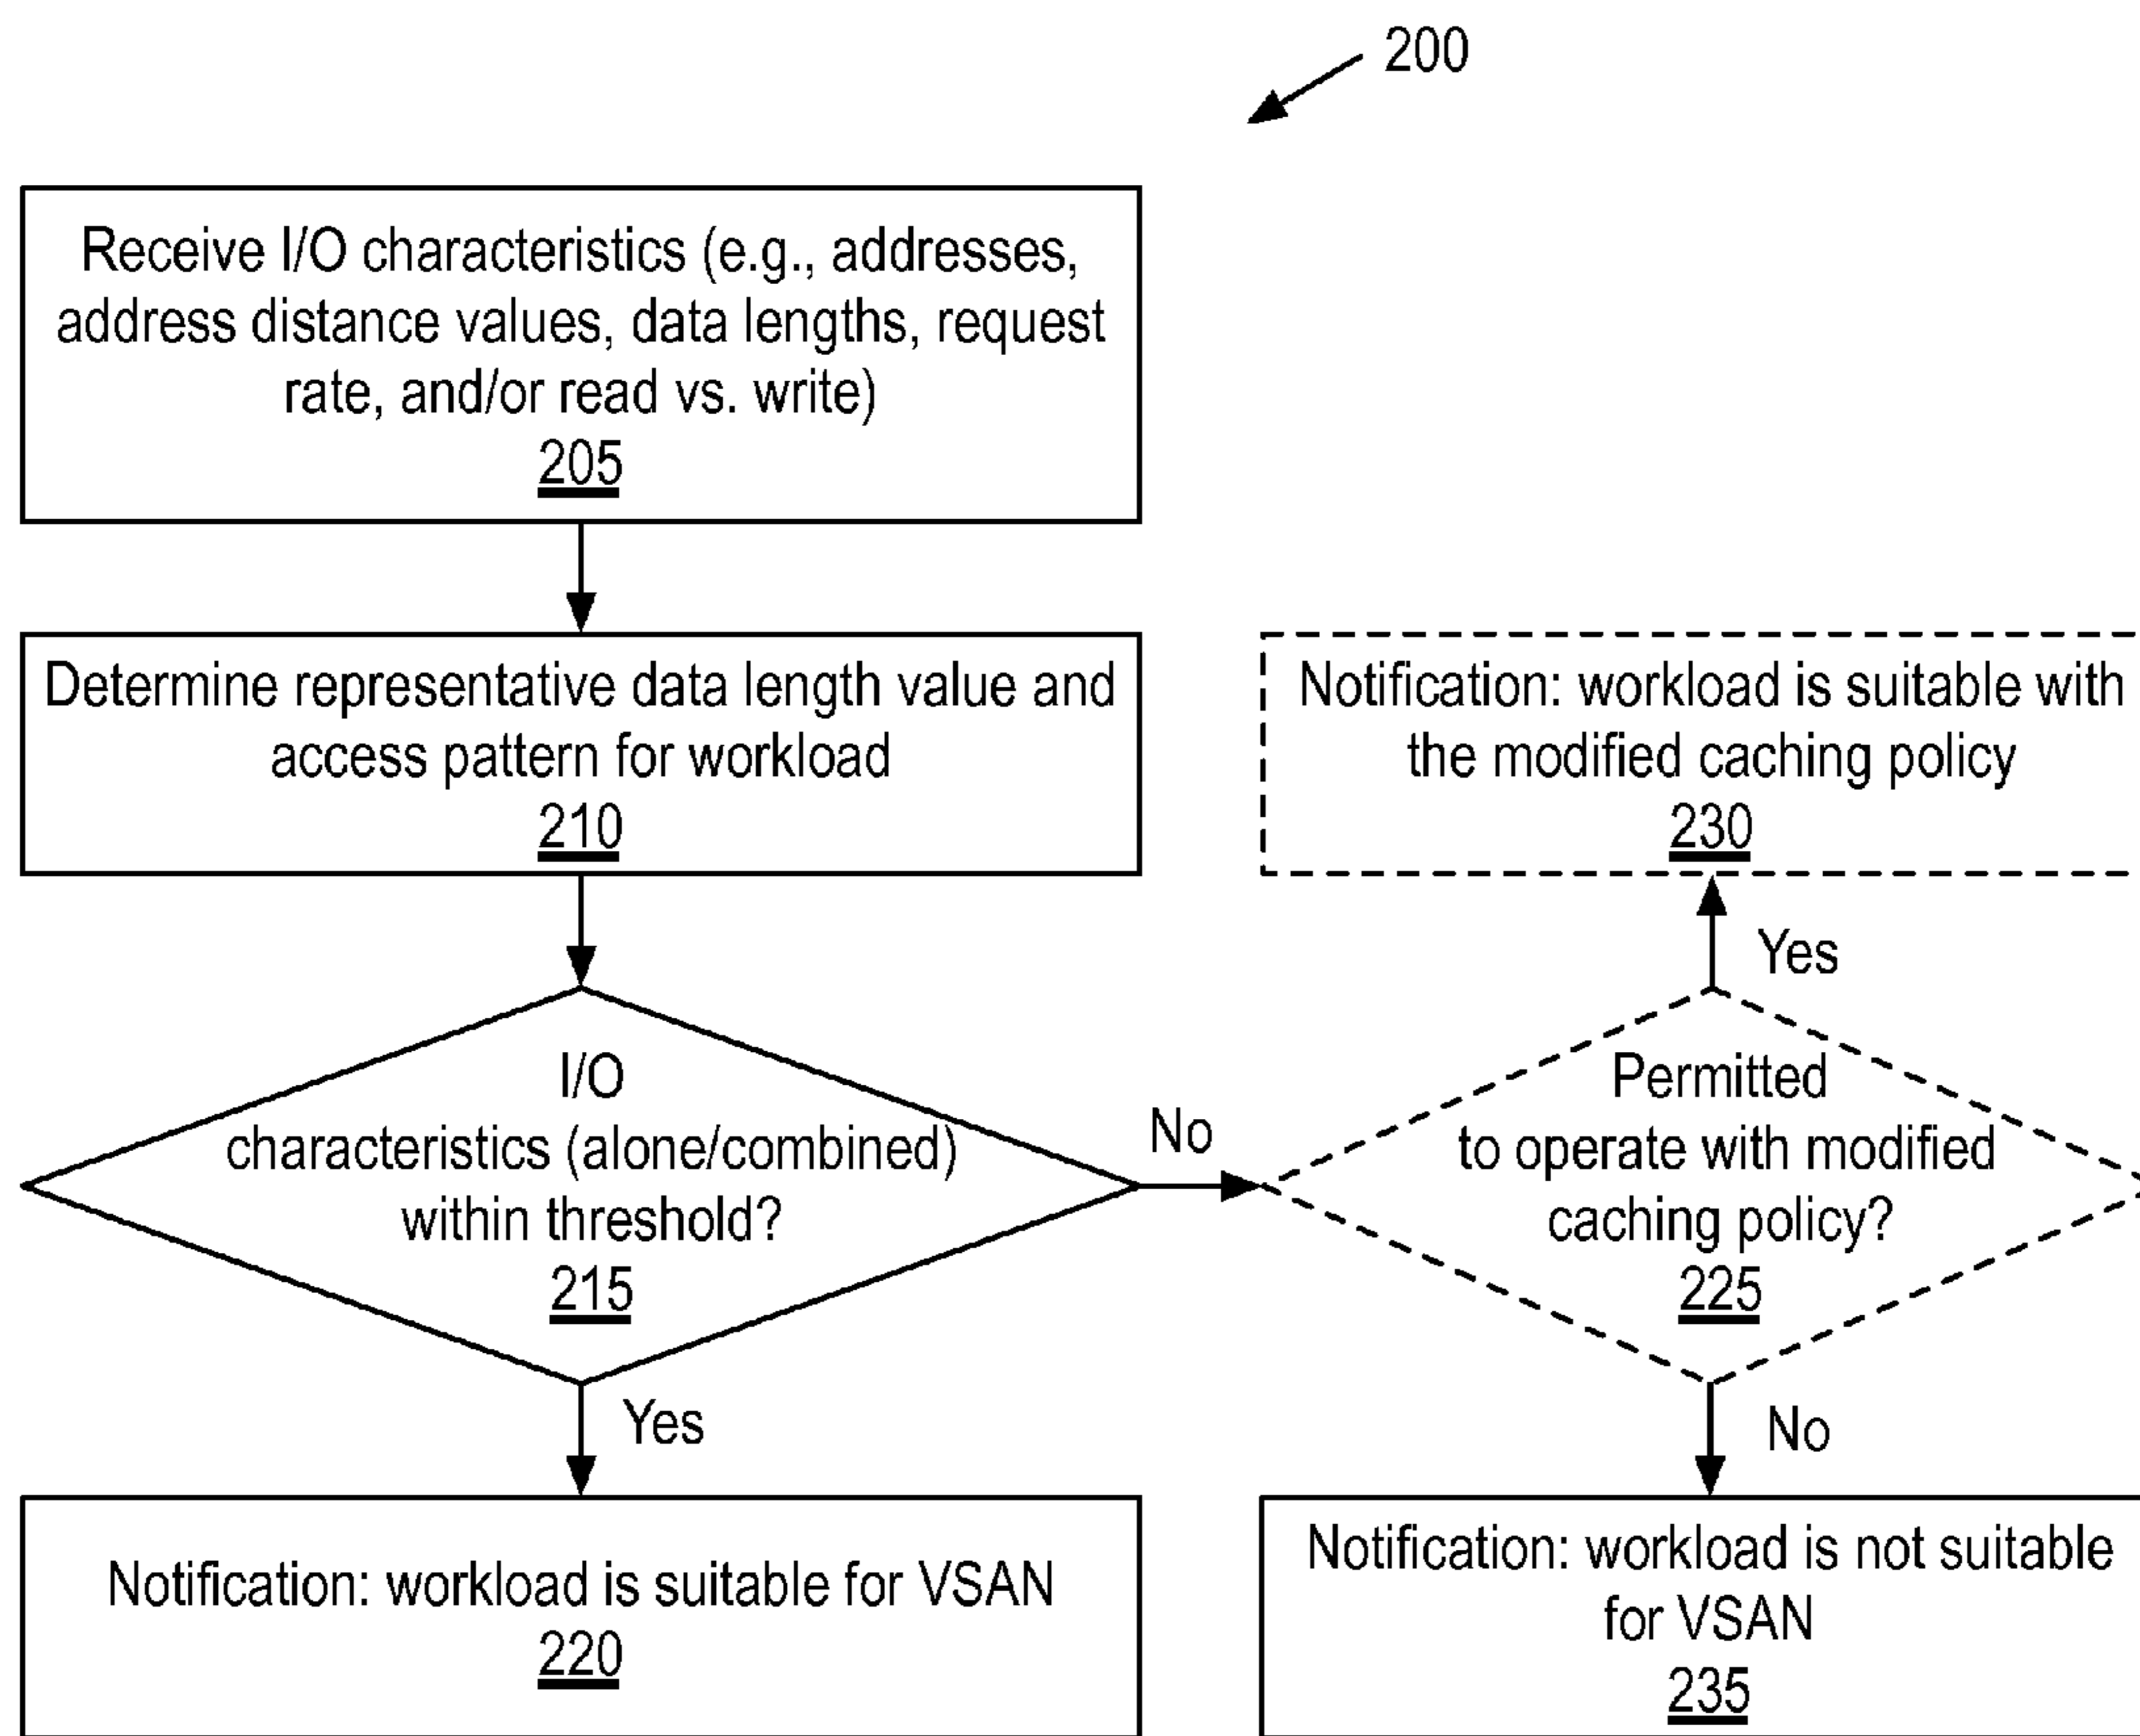 200
Receive I/O characteristics (e.g., addresses,
address distance values, data lengths, request
rate, and/or read vs. write)
205
Determine representative data length value and
access pattern for workload
210
I/O
characteristics (alone/combined)
within threshold?
215
No
Yes
Notification: workload is suitable for VSAN
220
Notification: workload is suitable with
the modified caching policy
230
Yes
Permitted
to operate with modified
caching policy?
225
No
Notification: workload is not suitable
for VSAN
235